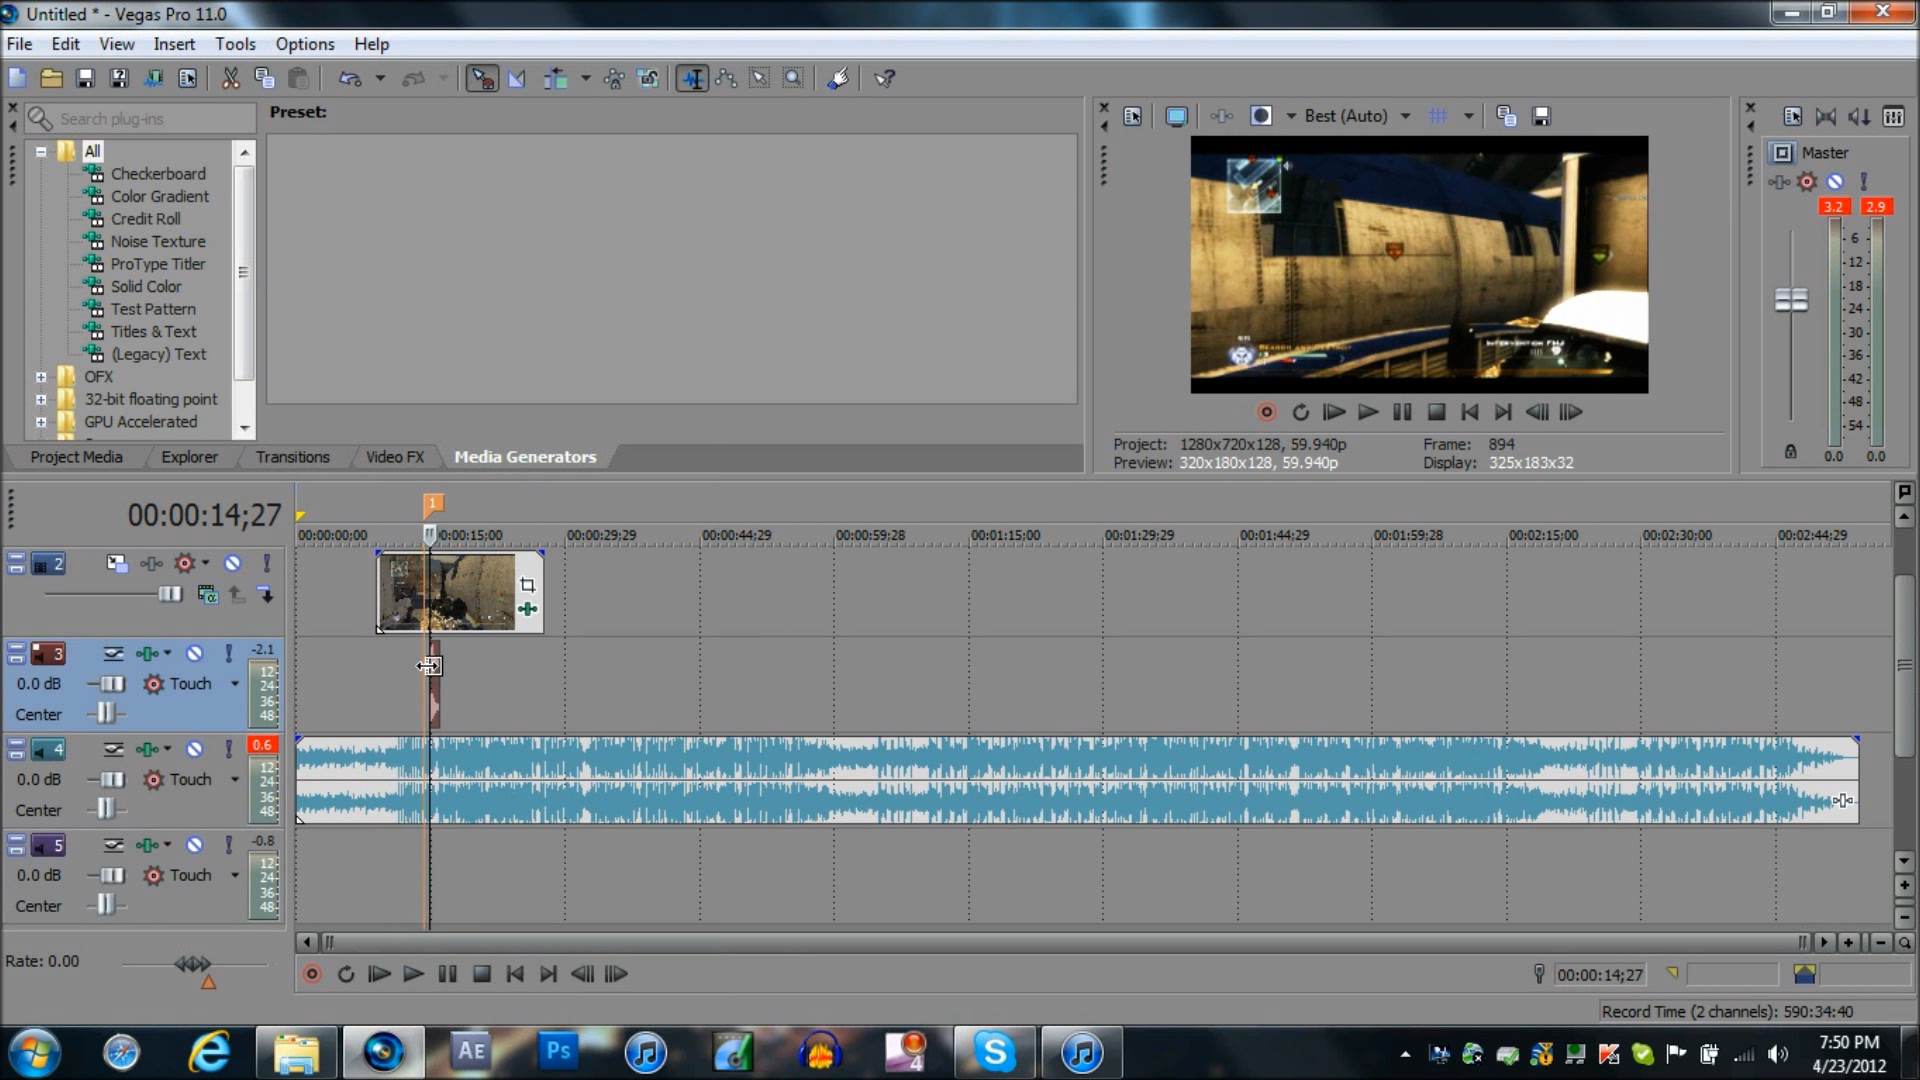 Untitled * - Vegas Pro 11.0
File Edit View Insert Tools Options Help
Search plug-ins
Preset:
Best (Auto)
Master
All
Checkerboard
Color Gradient
Credit Roll
Noise Texture
ProType Titler
Solid Color
Test Pattern
Titles & Text
(Legacy) Text
OFX
32-bit floating point
GPU Accelerated
3.2 2.9
6
12
18
24
30
36
42
48
54
0.0 0.0
INTERVENTION FMJ
Project: 1280x720x128, 59.940p Frame: 894
Preview: 320x180x128, 59.940p Display: 325x183x32
Project Media Explorer Transitions Video FX Media Generators
00:00:14;27
1
00:00:00;00 0:00:15;00 00:00:29;29 00:00:44;29 00:00:59;28 00:01:15;00 00:01:29;29 00:01:44;29 00:01:59;28 00:02:15;00 00:02:30;00 00:02:44;29
2
3 -2.1
0.0 dB Touch
Center
12
24
36
48
4 0.6
0.0 dB Touch
Center
12
24
36
48
5 -0.8
0.0 dB Touch
Center
12
24
36
48
Rate: 0.00
00:00:14;27
Record Time (2 channels): 590:34:40
AE Ps
4
7:50 PM
4/23/2012